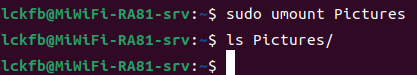 lckfb@MiWiFi-RA81-srv:~$ sudo umount Pictures
lckfb@MiWiFi-RA81-srv:~$ ls Pictures/
lckfb@MiWiFi-RA81-srv:~$